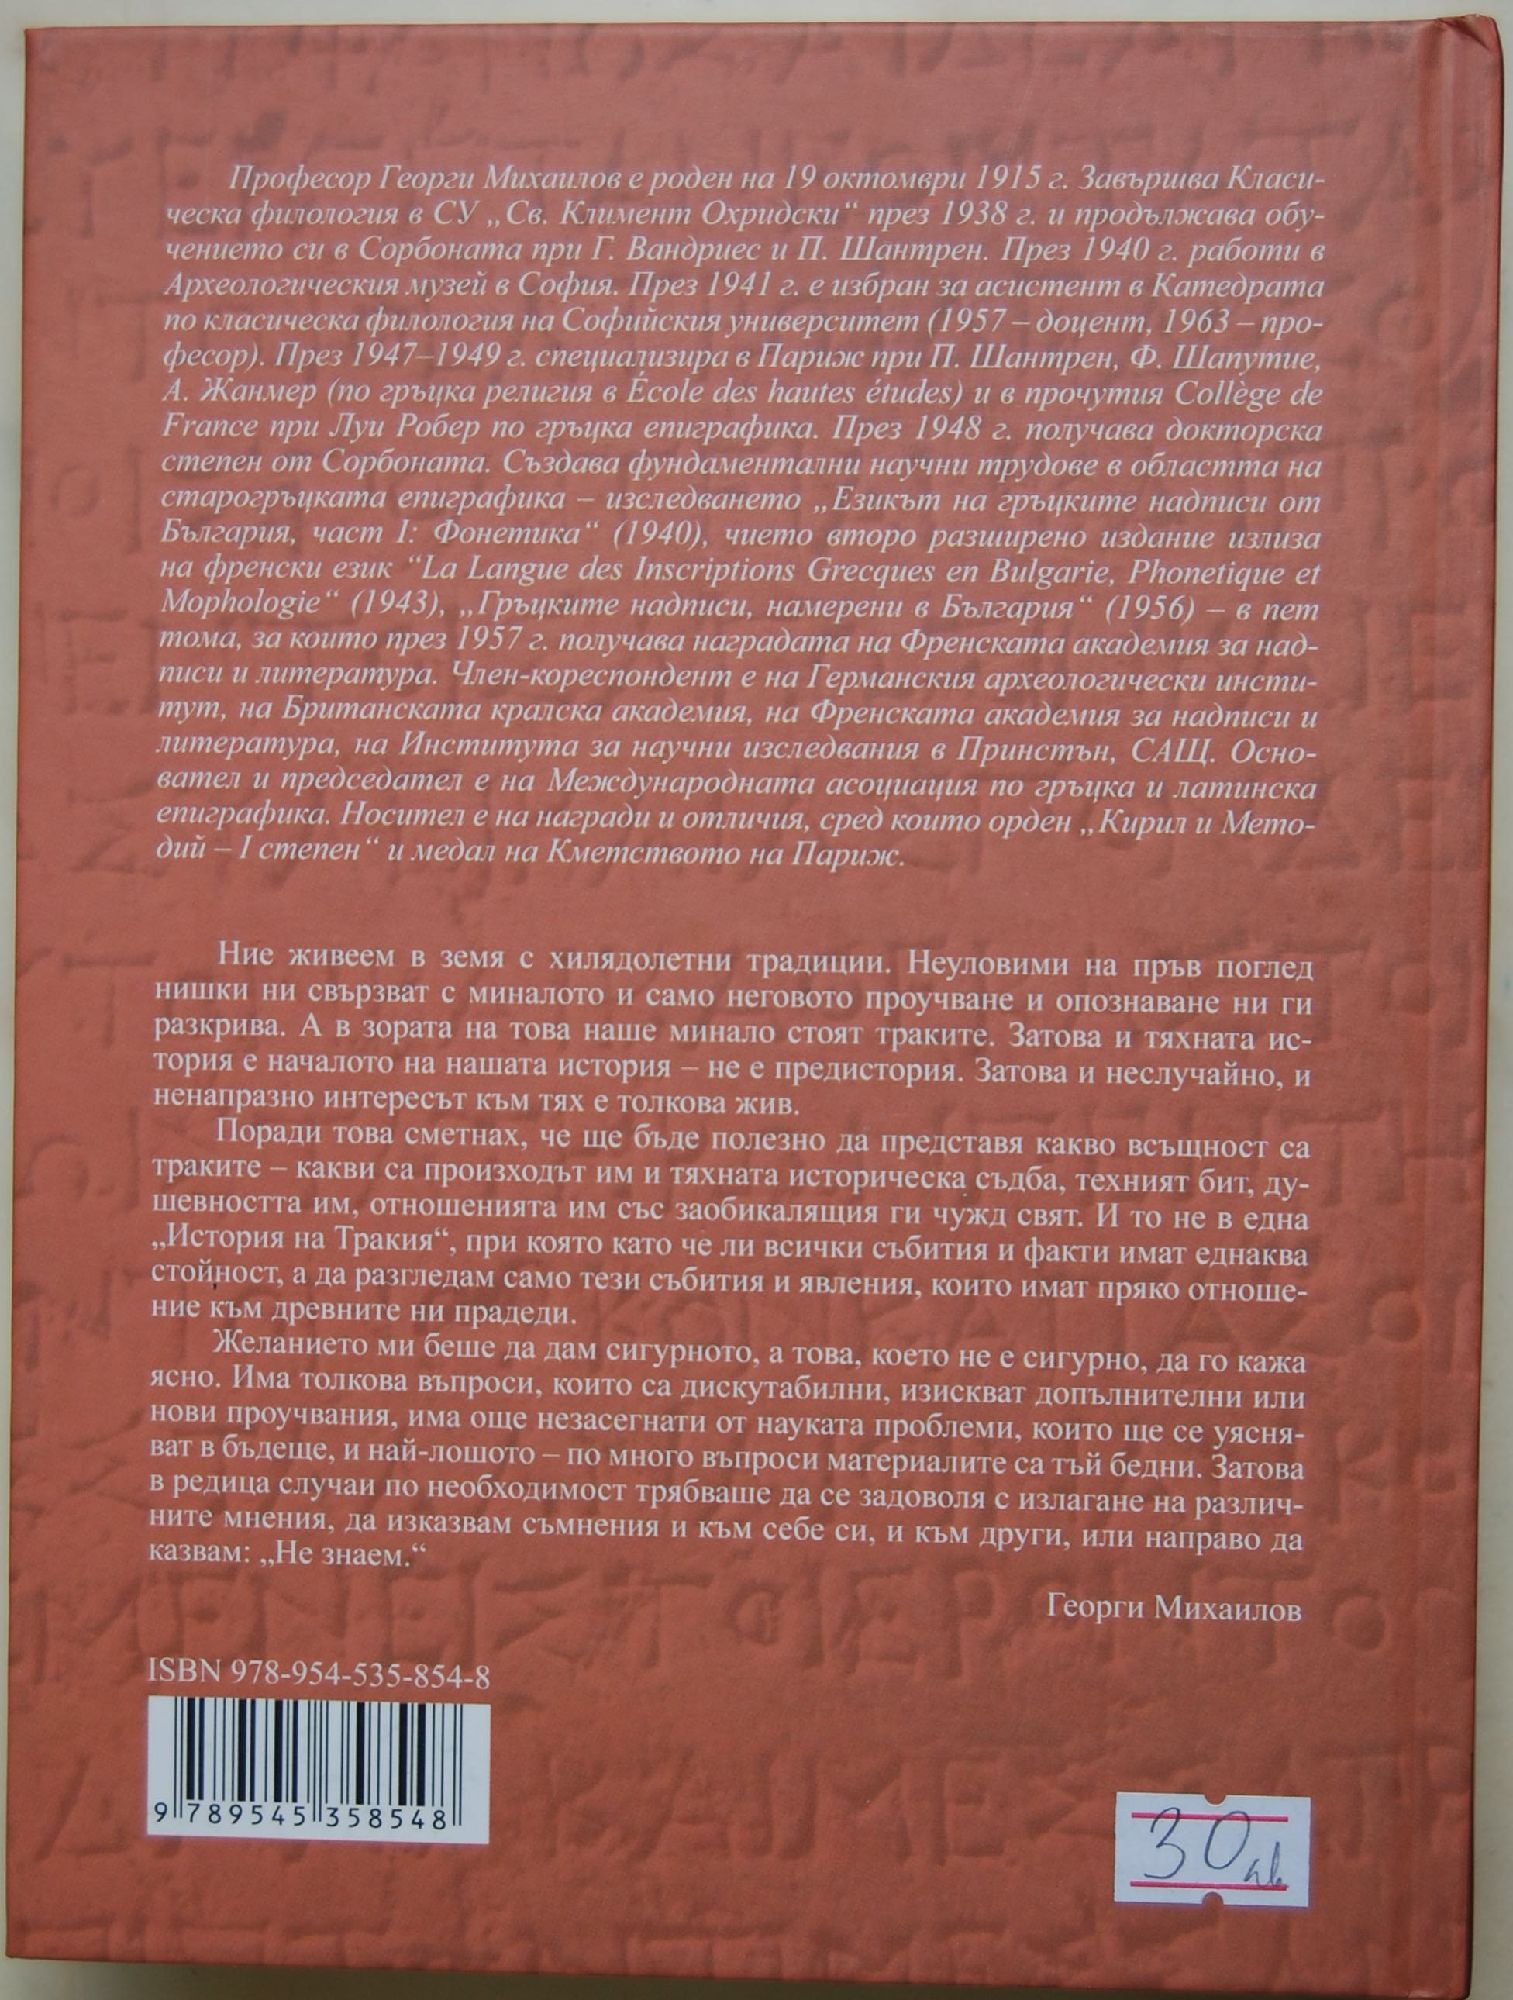 Професор Георги Михаилов е роден на 19 октомври 1915 г. Завършва Класи-
ческа филология в СУ „Св. Климент Охридски“ през 1938 г. и продължава обу-
чението си в Сорбоната при Г. Вандриес и П. Шантрен. През 1940 г. работи в
Археологическия музей в София. През 1941 г. е избран за асистент в Катедрата
по класическа филология на Софийския университет (1957 – доцент, 1963 – про-
фесор). През 1947–1949 г. специализира в Париж при П. Шантрен, Ф. Шапутие,
А. Жанмер (по гръцка религия в École des hautes études) и в прочутия Collège de
France при Луи Робер по гръцка епиграфика. През 1948 г. получава докторска
степен от Сорбоната. Създава фундаментални научни трудове в областта на
старогръцката епиграфика – изследването „Езикът на гръцките надписи от
България, част I: Фонетика“ (1940), чието второ разширено издание излиза
на френски език “La Langue des Inscriptions Grecques en Bulgarie, Phonetique et
Mophologie“ (1943), „Гръцките надписи, намерени в България“ (1956) – в пет
тома, за които през 1957 г. получава наградата на Френската академия за над-
писи и литература. Член-кореспондент е на Германския археологически инсти-
тут, на Британската кралска академия, на Френската академия за надписи и
литература, на Института за научни изследвания в Принстън, САЩ. Осно-
вател и председател е на Международната асоциация по гръцка и латинска
епиграфика. Носител е на награди и отличия, сред които орден „Кирил и Мето-
дий – I степен“ и медал на Кметството на Париж.
Ние живеем в земя с хилядолетни традиции. Неуловими на пръв поглед
нишки ни свързват с миналото и само неговото проучване и опознаване ни ги
разкрива. А в зората на това наше минало стоят траките. Затова и тяхната ис-
тория е началото на нашата история – не е предистория. Затова и неслучайно, и
ненапразно интересът към тях е толкова жив.
Поради това сметнах, че ще бъде полезно да представя какво всъщност са
траките – какви са произходът им и тяхната историческа съдба, техният бит, ду-
шевността им, отношенията им със заобикалящия ги чужд свят. И то не в една
„История на Тракия“, при която като че ли всички събития и факти имат еднаква
стойност, а да разгледам само тези събития и явления, които имат пряко отноше-
ние към древните ни прадеди.
Желанието ми беше да дам сигурното, а това, което не е сигурно, да го кажа
ясно. Има толкова въпроси, които са дискутабилни, изискват допълнителни или
нови проучвания, има още незасегнати от науката проблеми, които ще се уясня-
ват в бъдеще, и най-лошото – по много въпроси материалите са тъй бедни. Затова
в редица случаи по необходимост трябваше да се задоволя с излагане на различ-
ните мнения, да изказвам съмнения и към себе си, и към други, или направо да
казвам: „Не знаем.“
Георги Михаилов
ISBN 978-954-535-854-8
9 789545 358548
30 лв